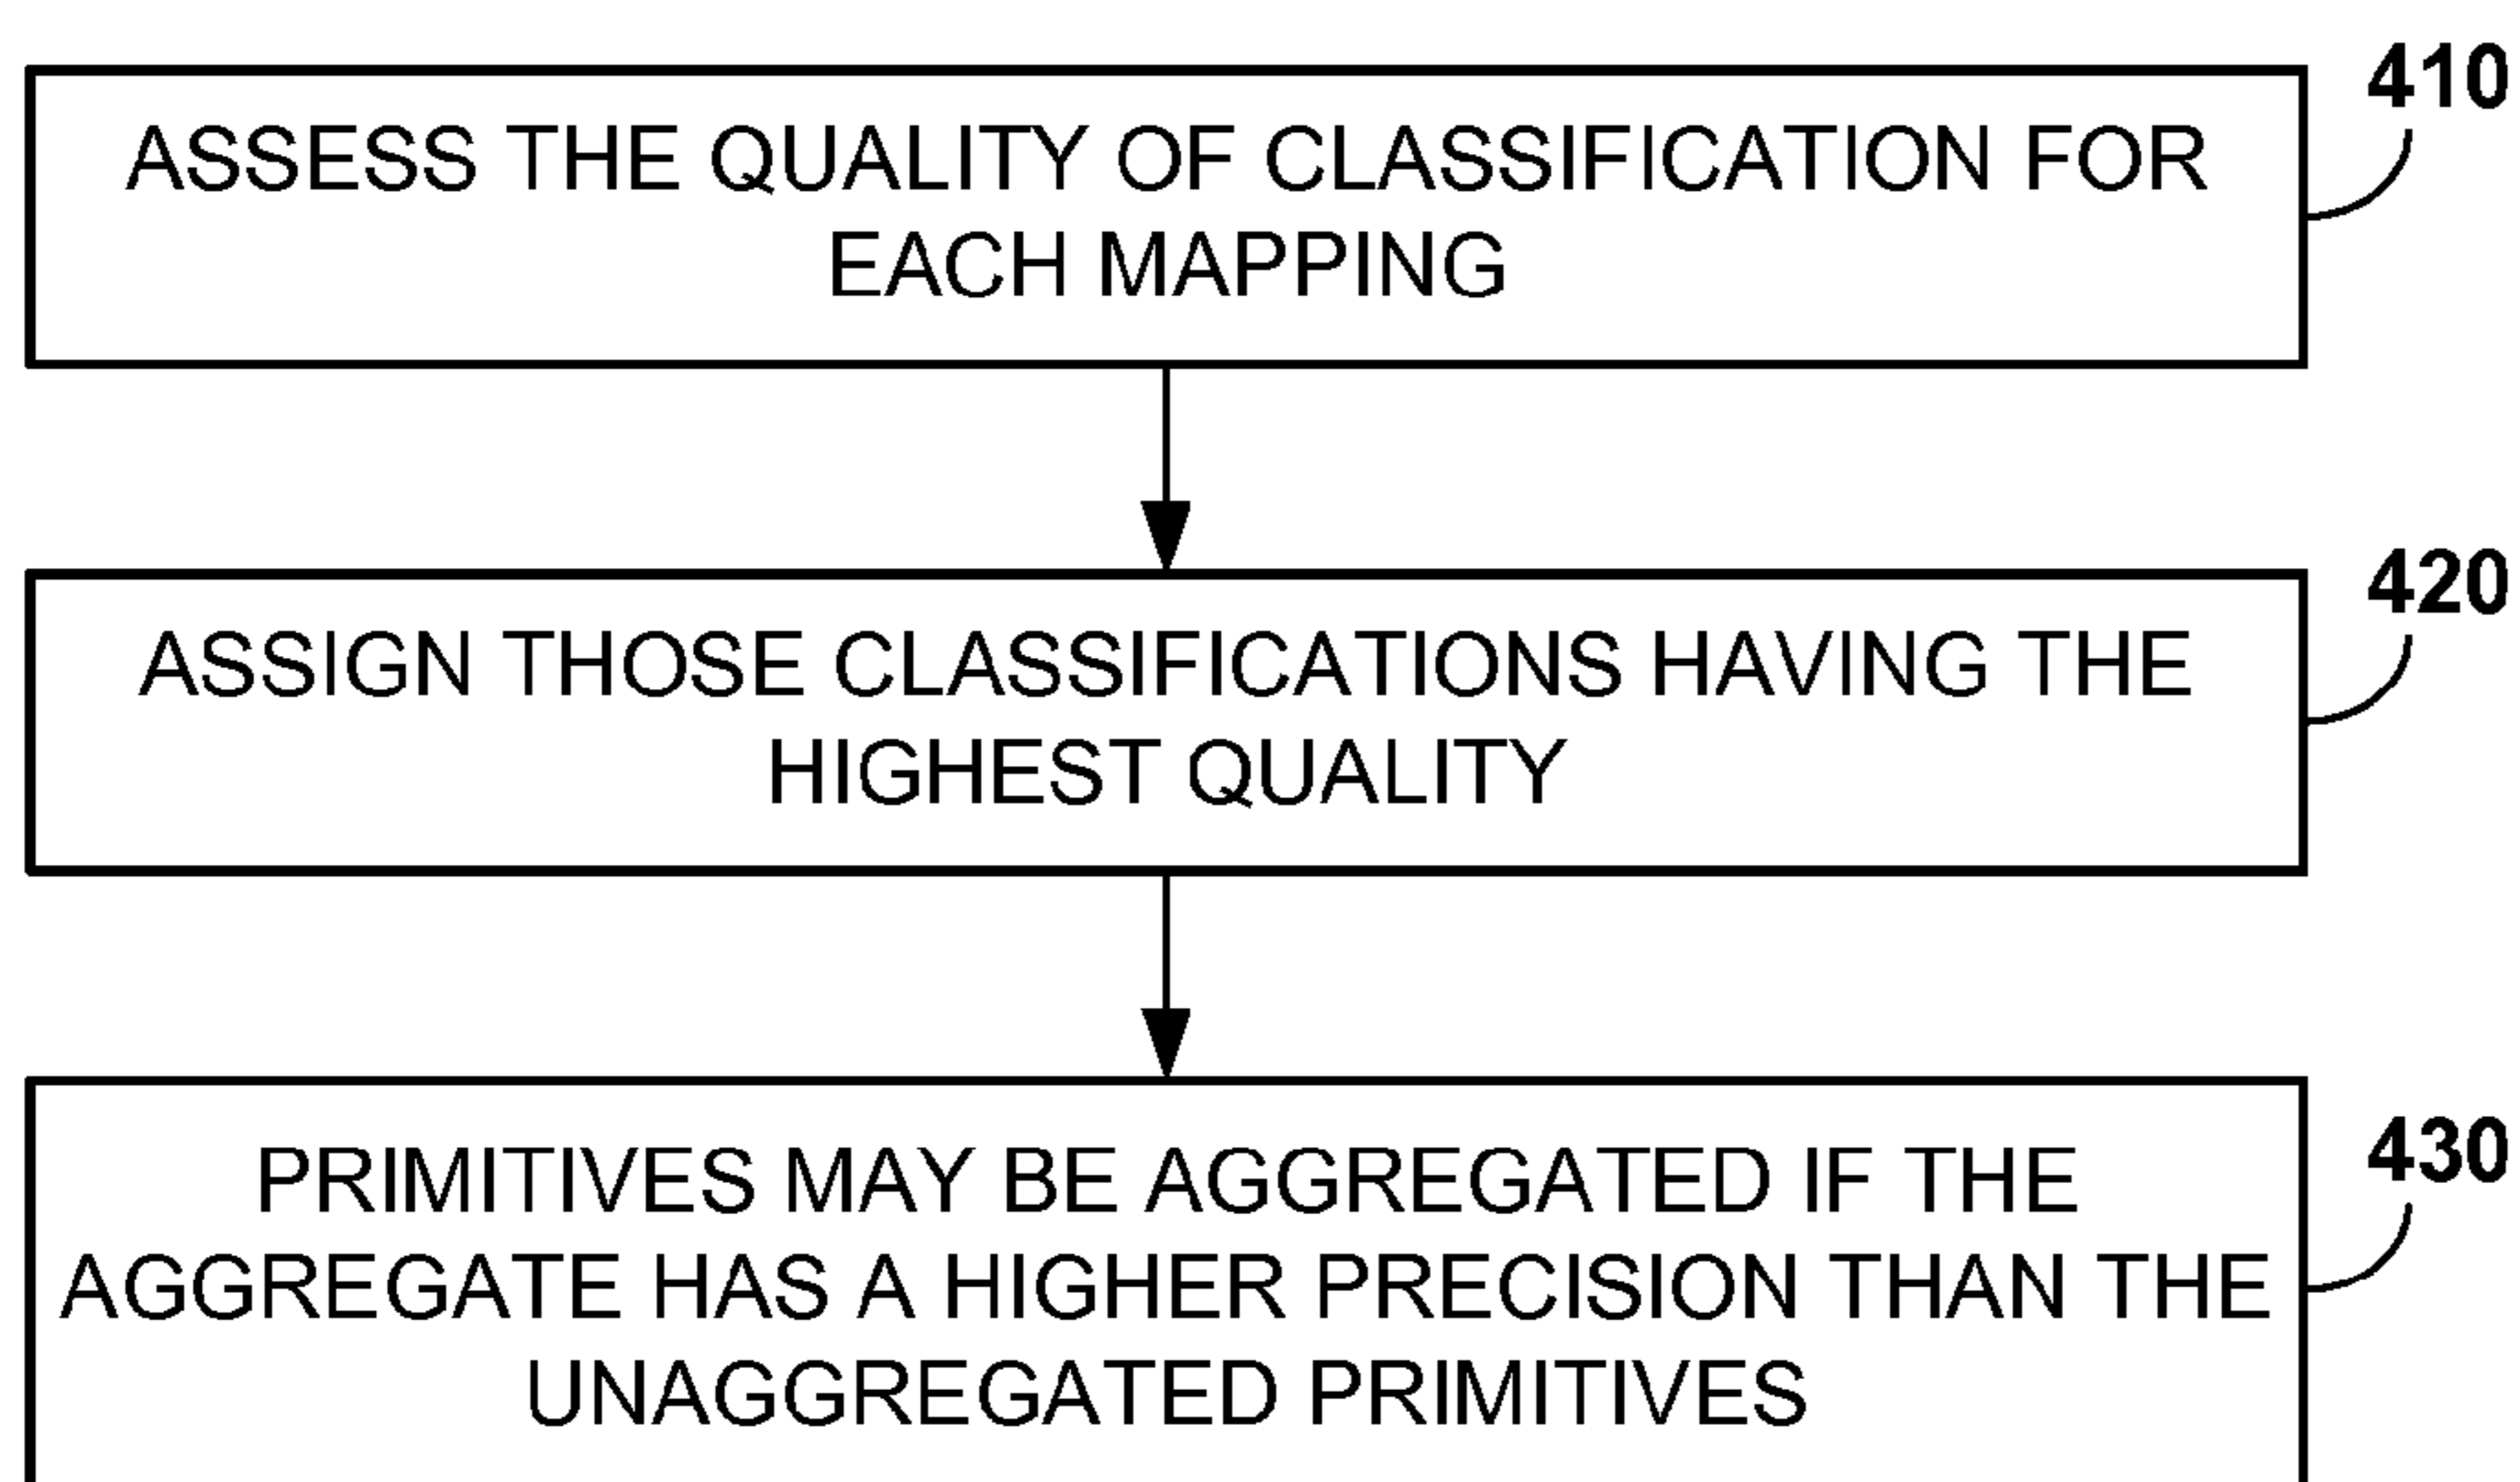 410
ASSESS THE QUALITY OF CLASSIFICATION FOR
EACH MAPPING
420
ASSIGN THOSE CLASSIFICATIONS HAVING THE
HIGHEST QUALITY
430
PRIMITIVES MAY BE AGGREGATED IF THE
AGGREGATE HAS A HIGHER PRECISION THAN THE
UNAGGREGATED PRIMITIVES